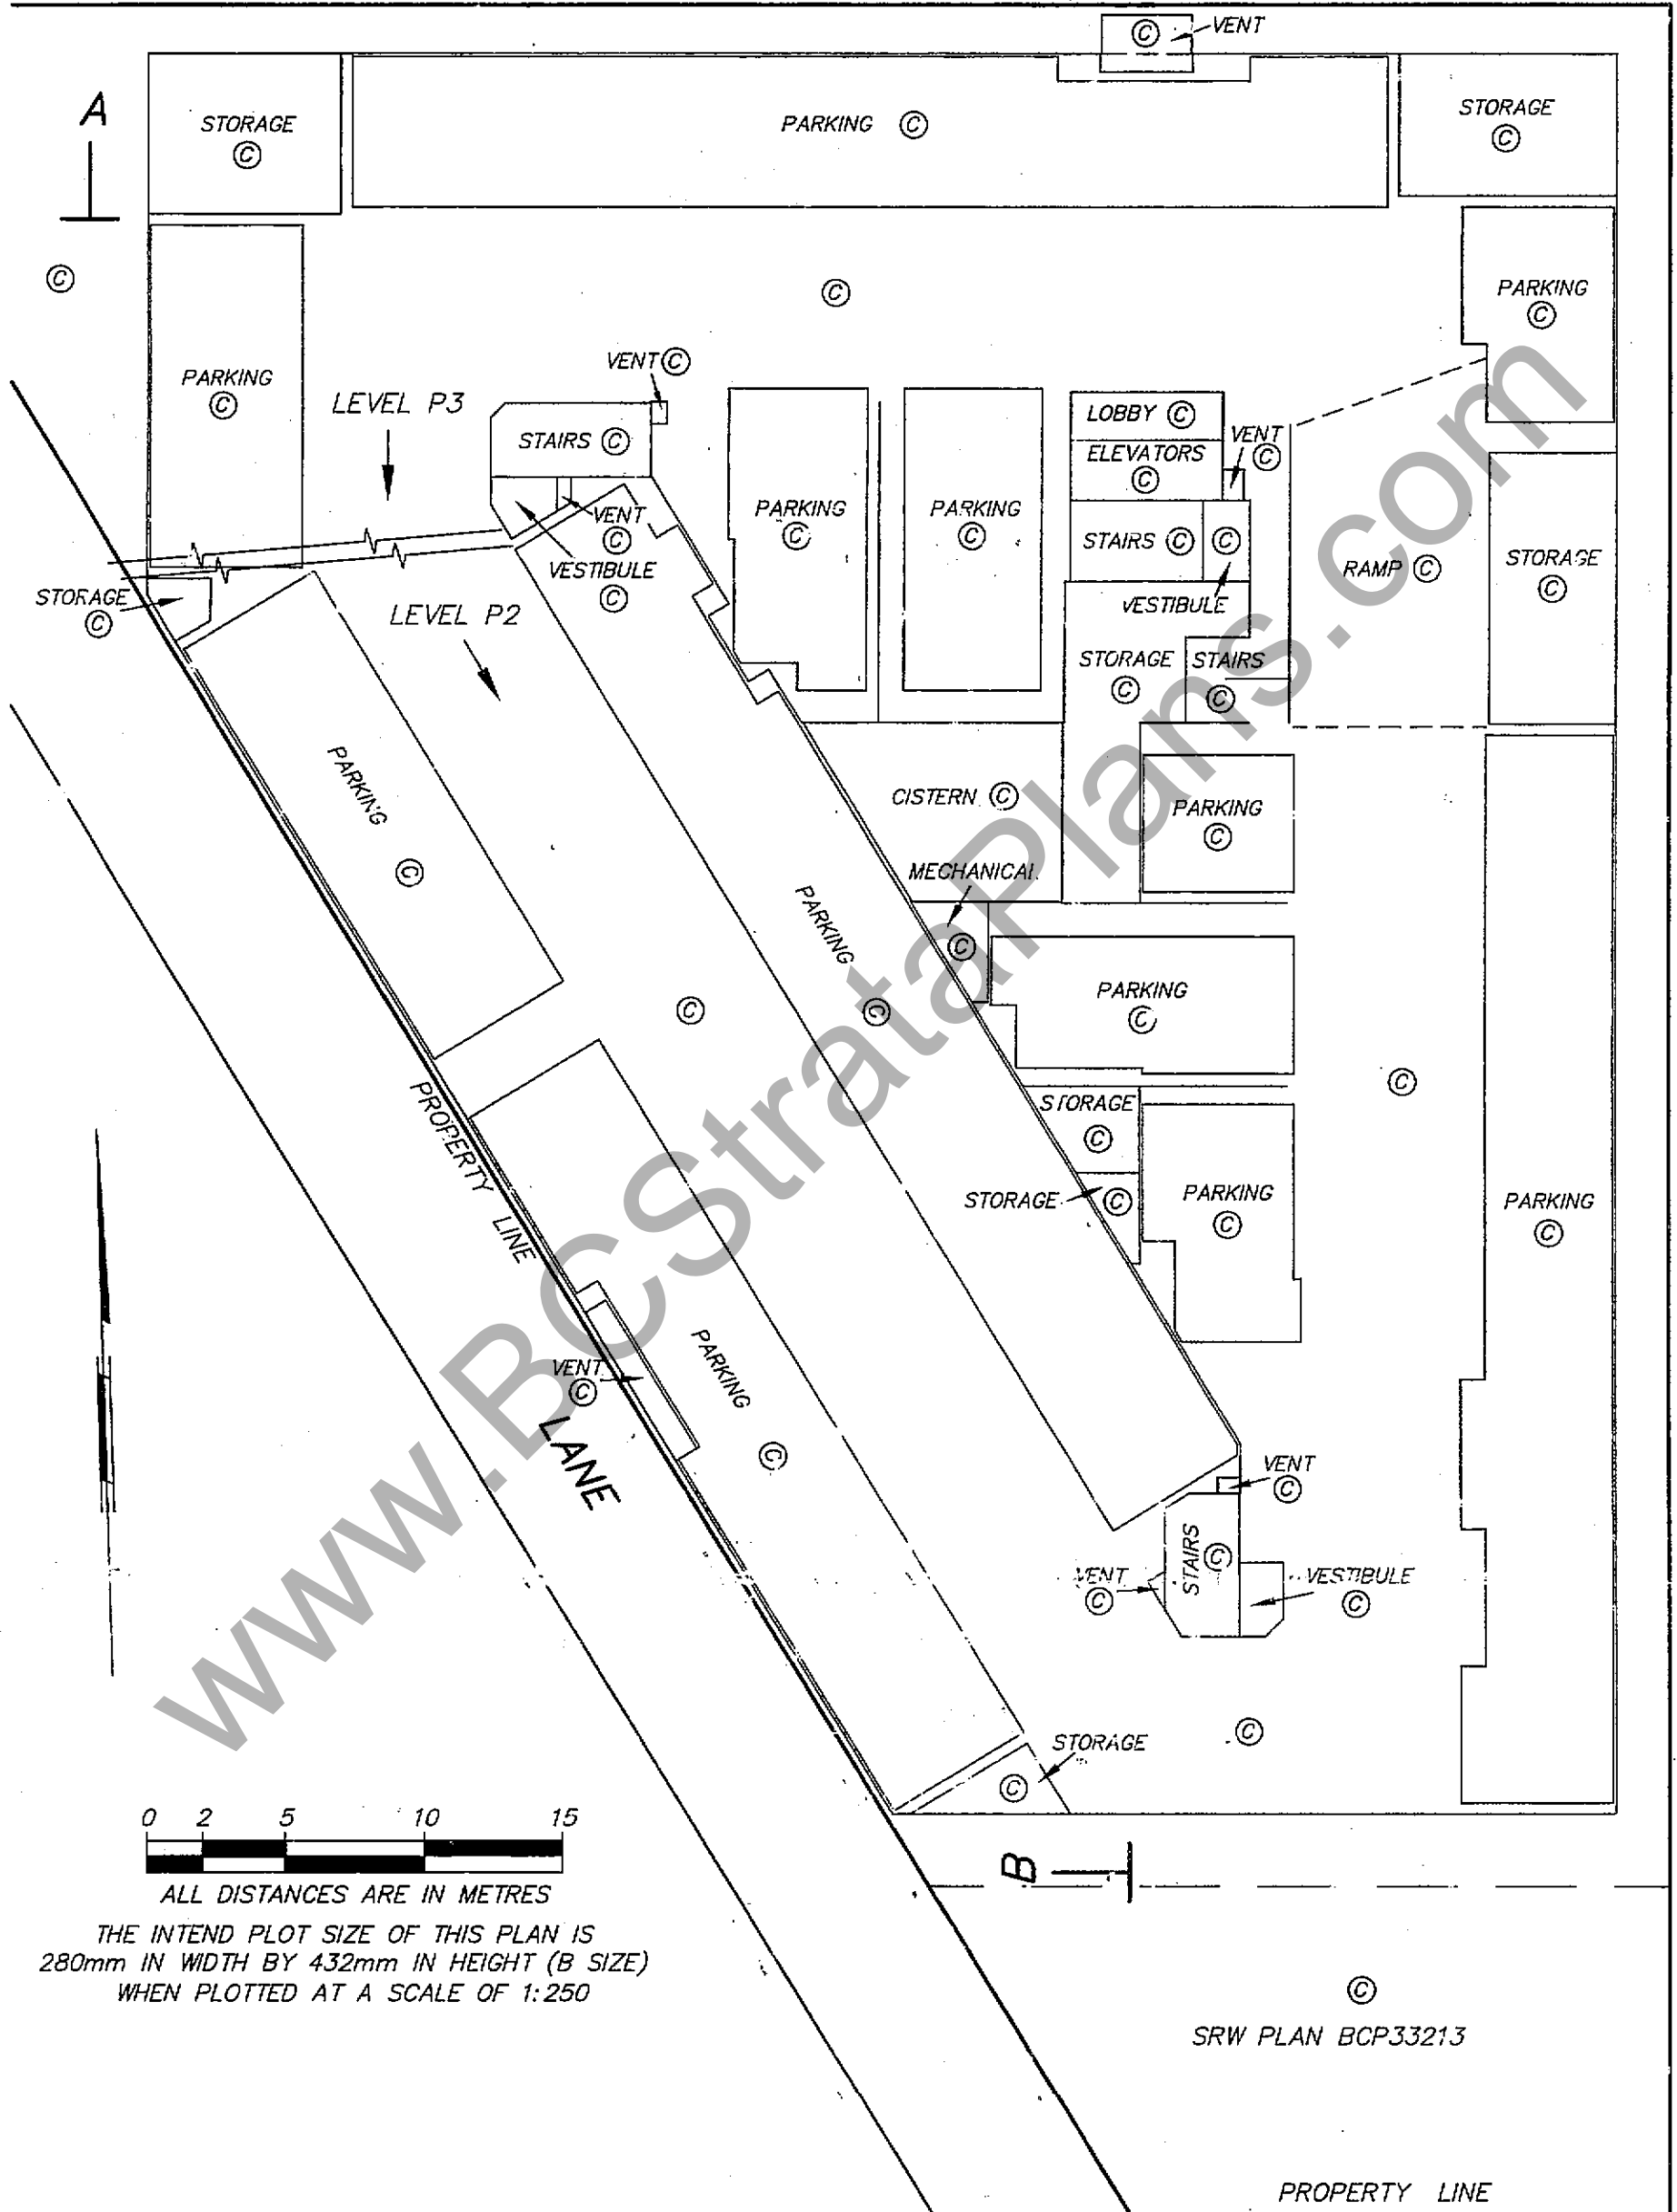 Ⓒ VENT
A
STORAGE
Ⓒ
PARKING Ⓒ
STORAGE
Ⓒ
Ⓒ
Ⓒ
PARKING
Ⓒ
PARKING
Ⓒ
LEVEL P3
VENT Ⓒ
STAIRS Ⓒ
LOBBY Ⓒ
ELEVATORS
Ⓒ
VENT
Ⓒ
VENT
Ⓒ
VESTIBULE
Ⓒ
PARKING
Ⓒ
PARKING
Ⓒ
STAIRS Ⓒ
Ⓒ
VESTIBULE
RAMP Ⓒ
STORAGE
Ⓒ
STORAGE
Ⓒ
LEVEL P2
STORAGE
Ⓒ
STAIRS
Ⓒ
PARKING
Ⓒ
CISTERN Ⓒ
PARKING
Ⓒ
MECHANICAL
Ⓒ
PARKING
Ⓒ
Ⓒ
PARKING
Ⓒ
Ⓒ
PROPERTY LINE
STORAGE
Ⓒ
STORAGE
Ⓒ
PARKING
Ⓒ
PARKING
Ⓒ
VENT
Ⓒ
PARKING
Ⓒ
LANE
VENT
Ⓒ
STAIRS
Ⓒ
VENT
Ⓒ
VESTIBULE
Ⓒ
Ⓒ
STORAGE
Ⓒ
B
0 2 5 10 15
ALL DISTANCES ARE IN METRES
THE INTEND PLOT SIZE OF THIS PLAN IS
280mm IN WIDTH BY 432mm IN HEIGHT (B SIZE)
WHEN PLOTTED AT A SCALE OF 1:250
Ⓒ
SRW PLAN BCP33213
PROPERTY LINE
www.BCStrataPlans.com